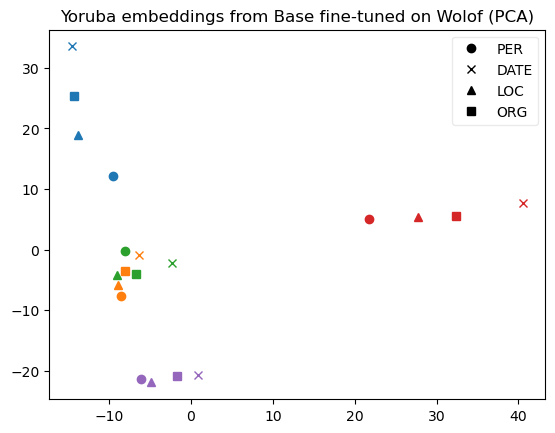 Yoruba embeddings from Base fine-tuned on Wolof (PCA)
PER
DATE
LOC
ORG
30
20
10
0
−10
−20
−10
0
10
20
30
40